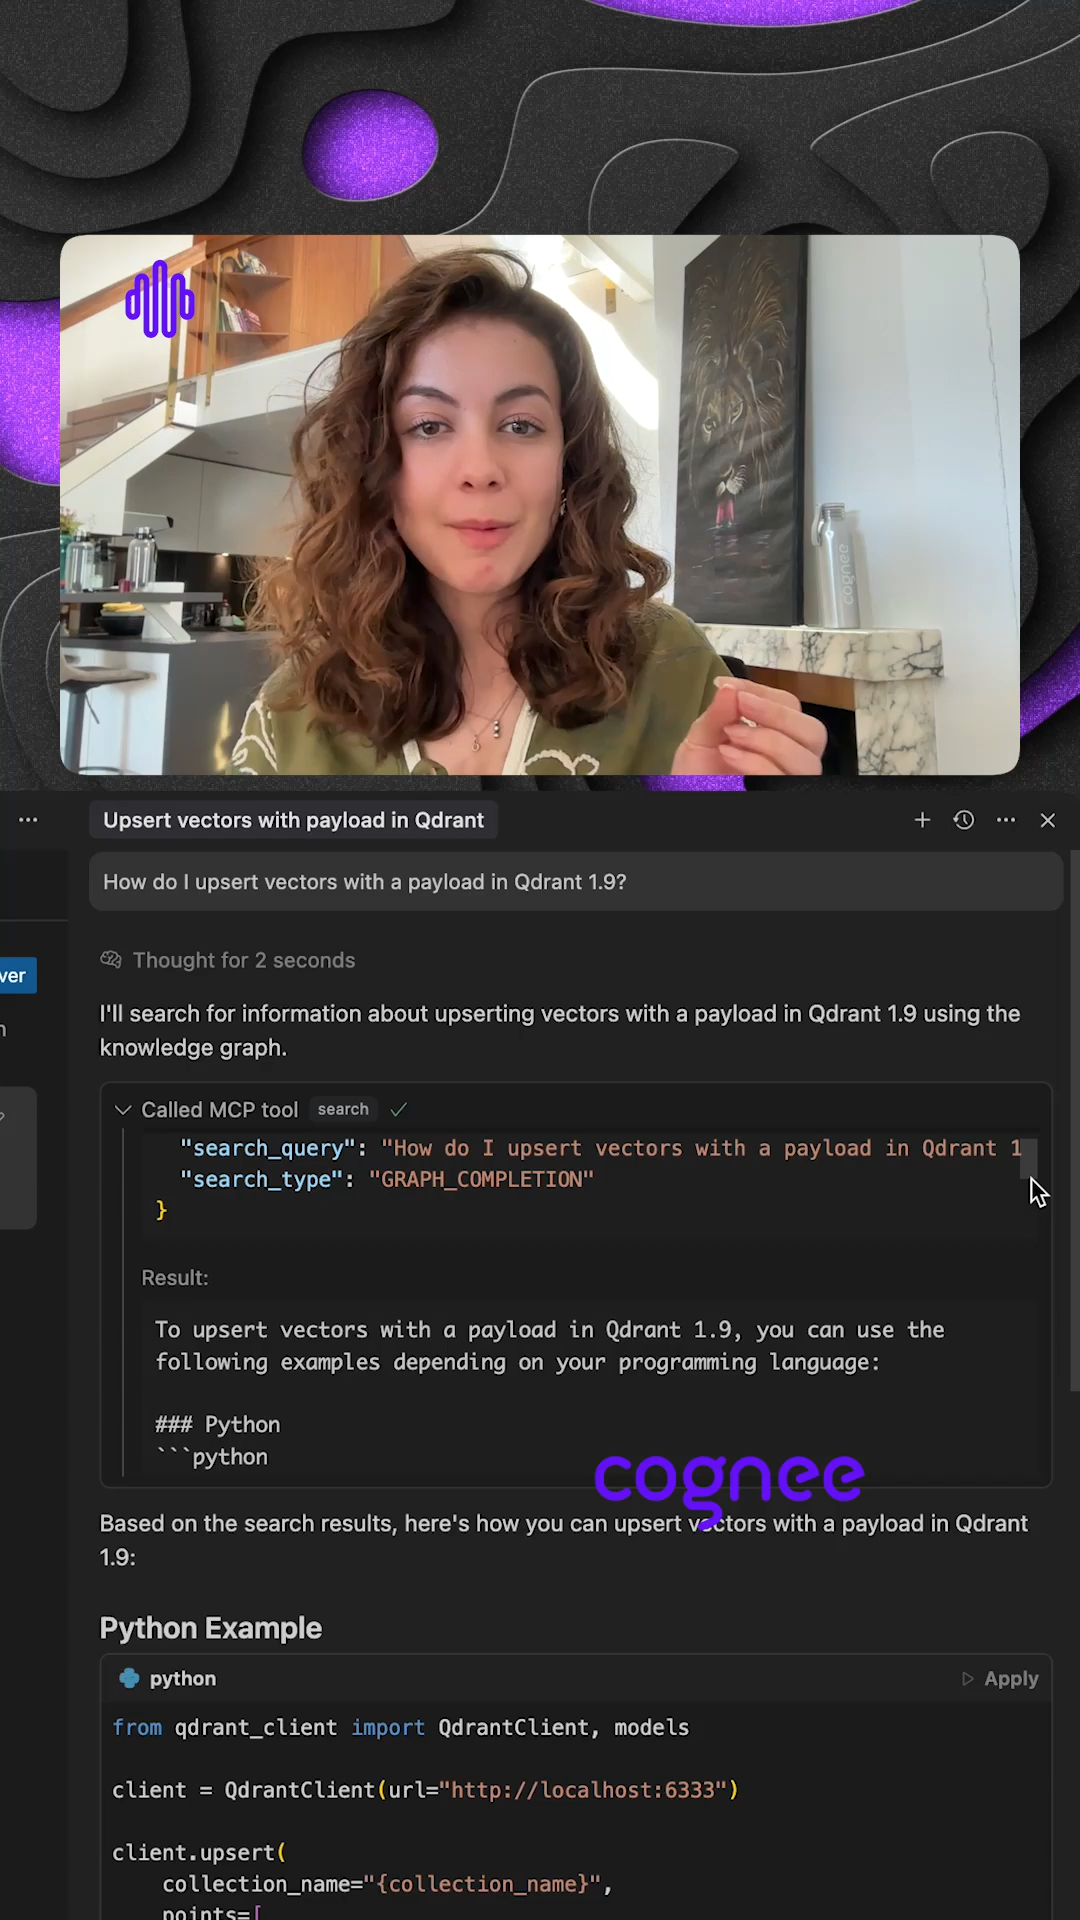 cognee
Upsert vectors with payload in Qdrant
How do I upsert vectors with a payload in Qdrant 1.9?
ver
Thought for 2 seconds
I'll search for information about upserting vectors with a payload in Qdrant 1.9 using the
knowledge graph.
Called MCP tool search
"search_query": "How do I upsert vectors with a payload in Qdrant 1
"search_type": "GRAPH_COMPLETION"
}
Result:
To upsert vectors with a payload in Qdrant 1.9, you can use the
following examples depending on your programming language:
### Python
```python
cognee
Based on the search results, here's how you can upsert vectors with a payload in Qdrant
1.9:
Python Example
python Apply
from qdrant_client import QdrantClient, models
client = QdrantClient(url="http://localhost:6333")
client.upsert(
collection_name="{collection_name}",
points=[